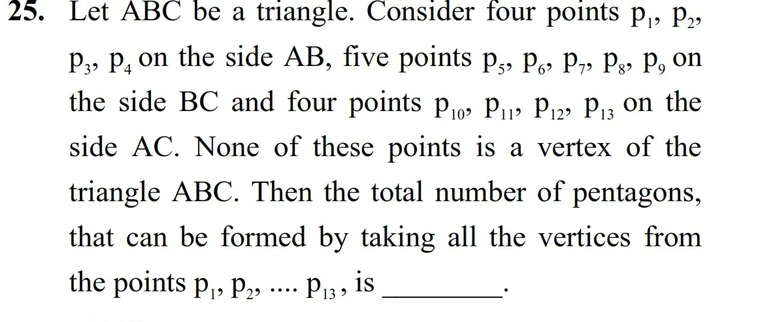 25. Let ABC be a triangle. Consider four points p₁, p₂,
p₃, p₄ on the side AB, five points p₅, p₆, p₇, p₈, p₉ on
the side BC and four points p₁₀, p₁₁, p₁₂, p₁₃ on the
side AC. None of these points is a vertex of the
triangle ABC. Then the total number of pentagons,
that can be formed by taking all the vertices from
the points p₁, p₂, .... p₁₃, is ________.